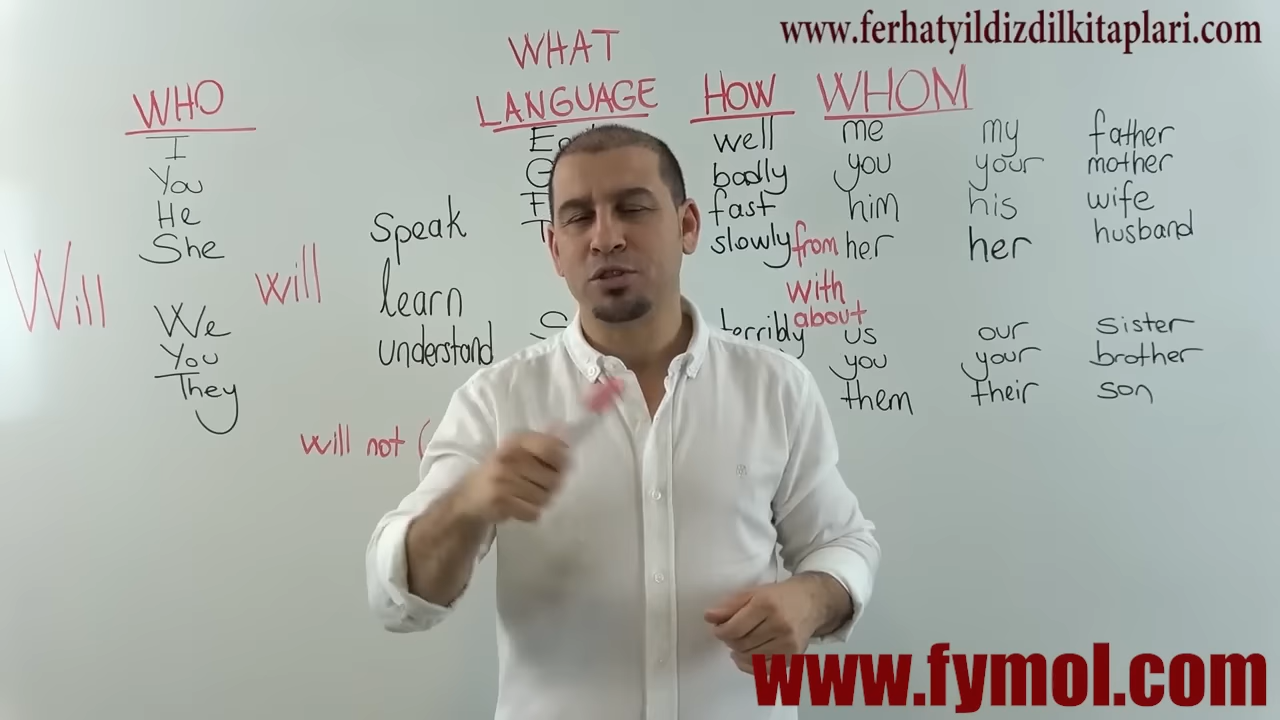 www.ferhatyildizdilkitaplari.com
WHO
I
You
He
She
We
You
They
Will
will
speak
learn
understand
will not
WHAT
LANGUAGE
HOW
well
badly
fast
slowly
terribly
from
with
about
WHOM
me
you
him
her
us
you
them
my
your
his
her
our
your
their
father
mother
wife
husband
sister
brother
son
www.fymol.com